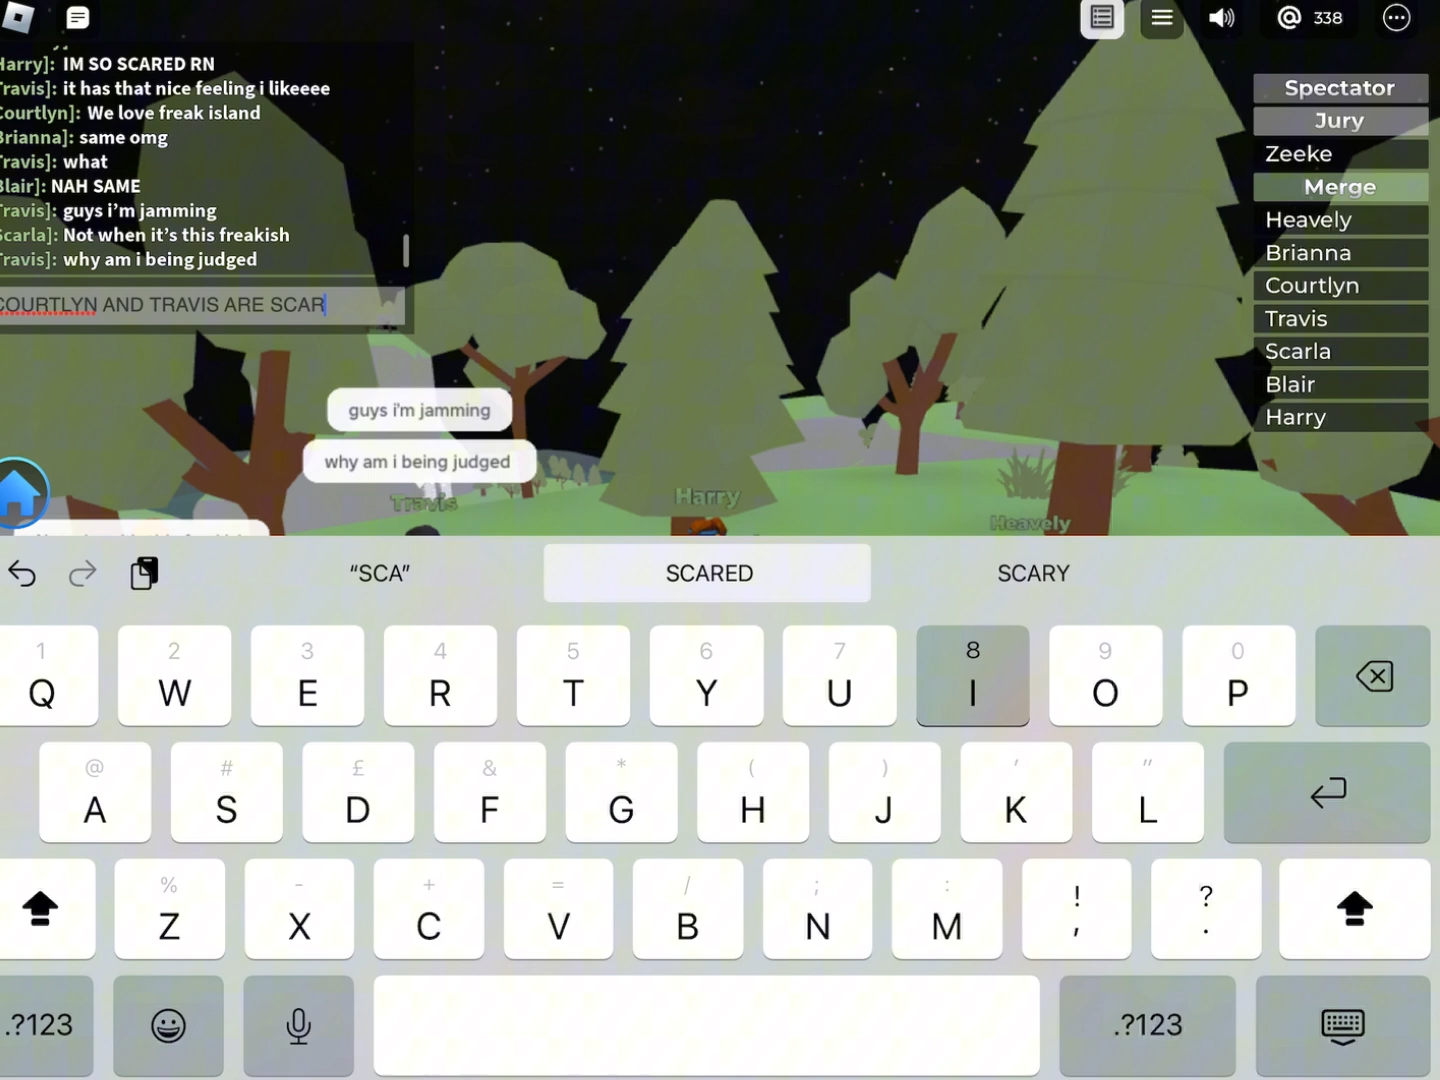 338
Harry]: IM SO SCARED RN
Travis]: it has that nice feeling i likeeee
Courtlyn]: We love freak island
Brianna]: same omg
Travis]: what
Blair]: NAH SAME
Travis]: guys i'm jamming
Scarla]: Not when it's this freakish
Travis]: why am i being judged
COURTLYN AND TRAVIS ARE SCAR
Spectator
Jury
Zeeke
Merge
Heavely
Brianna
Courtlyn
Travis
Scarla
Blair
Harry
guys i'm jamming
why am i being judged
Travis
Harry
Heavely
“SCA” SCARED SCARY
1 2 3 4 5 6 7 8 9 0
Q W E R T Y U I O P
@ # £ & * ( ) ' "
A S D F G H J K L
% - + = / ; : ! ?
Z X C V B N M , .
.?123 .?123